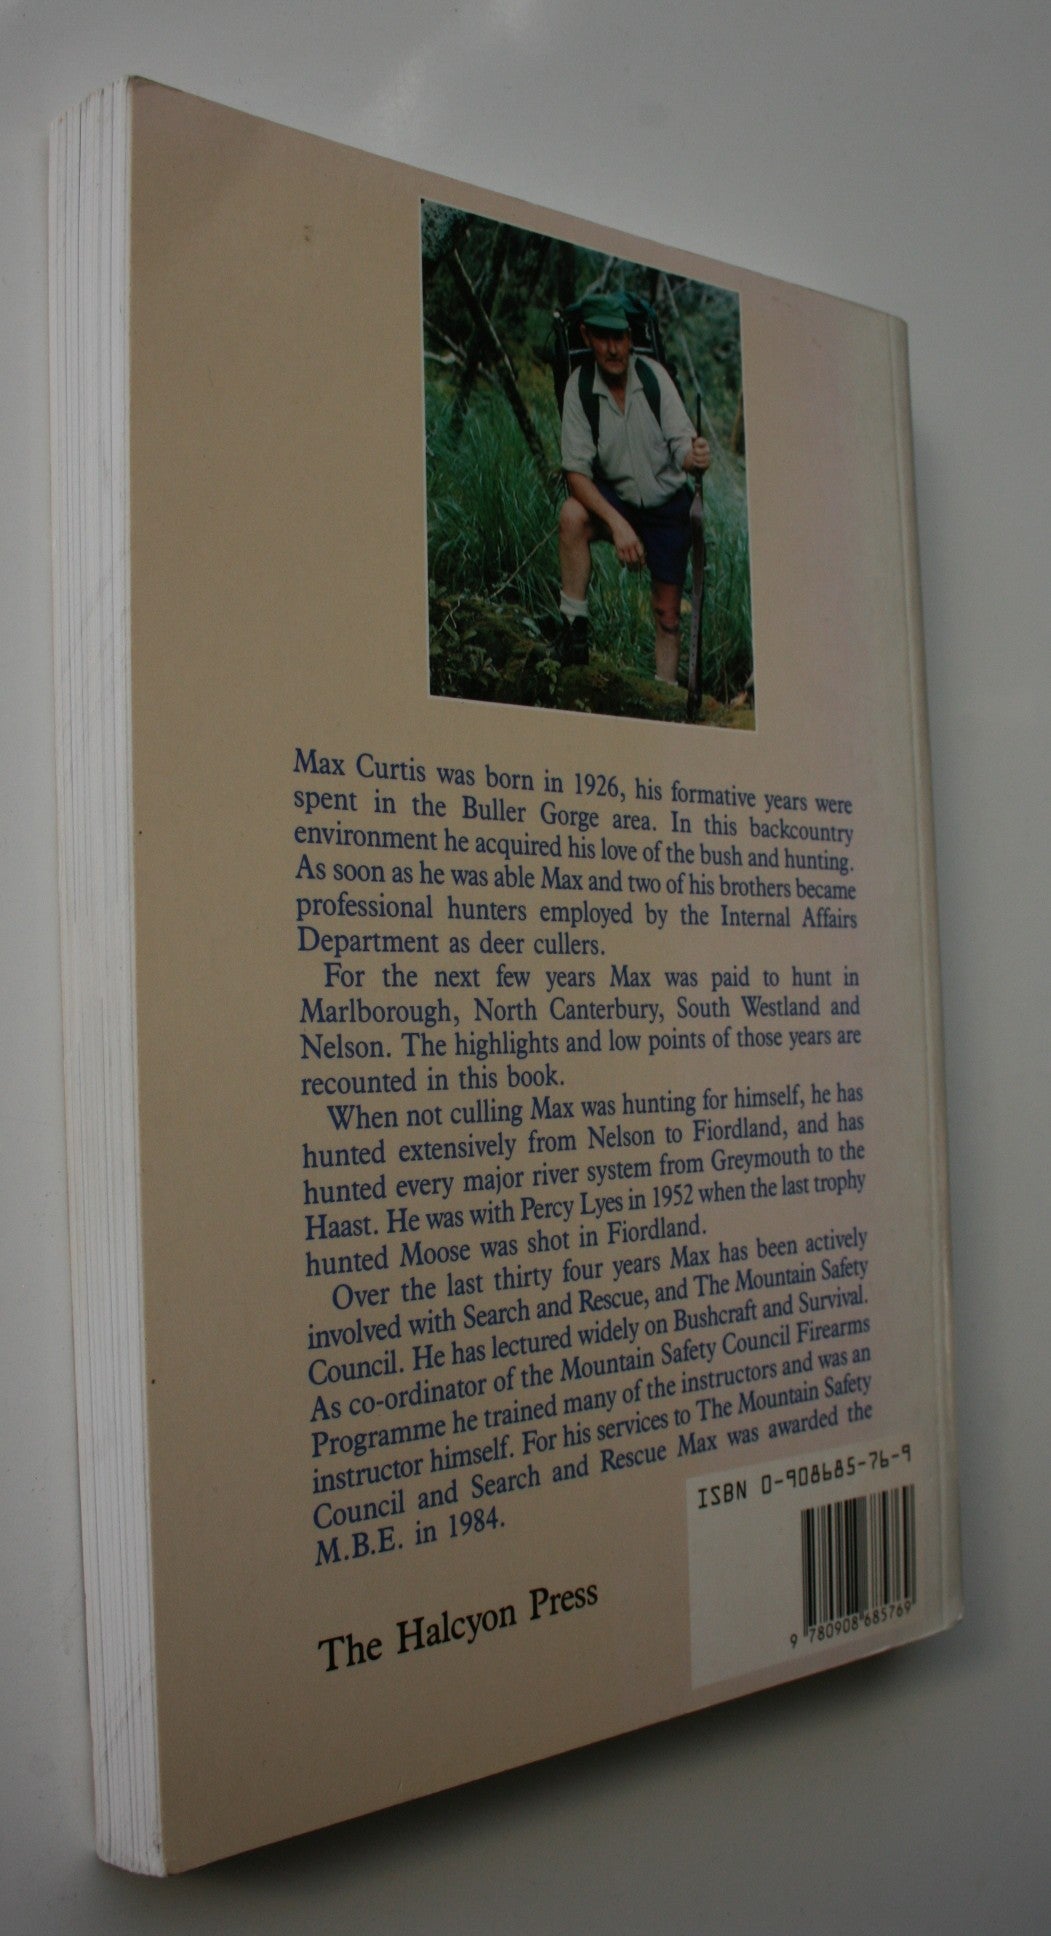 Max Curtis was born in 1926, his formative years were
spent in the Buller Gorge area. In this backcountry
environment he acquired his love of the bush and hunting.
As soon as he was able Max and two of his brothers became
professional hunters employed by the Internal Affairs
Department as deer cullers.
For the next few years Max was paid to hunt in
Marlborough, North Canterbury, South Westland and
Nelson. The highlights and low points of those years are
recounted in this book.
When not culling Max was hunting for himself, he has
hunted extensively from Nelson to Fiordland, and has
hunted every major river system from Greymouth to the
Haast. He was with Percy Lyes in 1952 when the last trophy
hunted Moose was shot in Fiordland.
Over the last thirty four years Max has been actively
involved with Search and Rescue, and The Mountain Safety
Council. He has lectured widely on Bushcraft and Survival.
As co-ordinator of the Mountain Safety Council Firearms
Programme he trained many of the instructors and was an
instructor himself. For his services to The Mountain Safety
Council and Search and Rescue Max was awarded the
M.B.E. in 1984.
ISBN 0-908685-76-9
9 780908 685769
The Halcyon Press